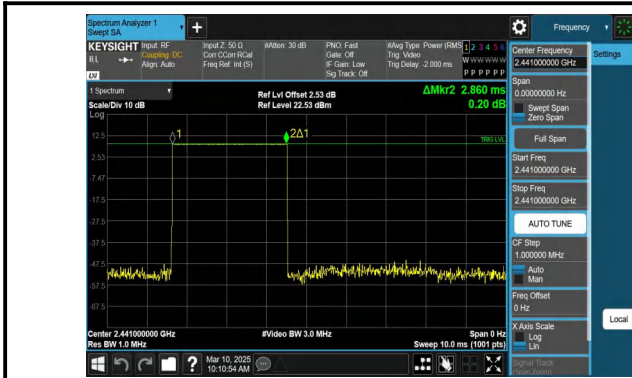 Spectrum Analyzer 1
Swept SA
+
Frequency
KEYSIGHT Input: RF
RL
Coupling: DC
Align: Auto
LXI
Input Z: 50 Ω
Corr CCorr RCal
Freq Ref: Int (S)
#Atten: 30 dB
PNO: Fast
Gate: Off
IF Gain: Low
Sig Track: Off
#Avg Type: Power (RMS
Trig: Video
Trig Delay: -2.000 ms
1 2 3 4 5 6
W W W W W W
P P P P P P
1 Spectrum
Scale/Div 10 dB
Log
Ref Lvl Offset 2.53 dB
Ref Level 22.53 dBm
ΔMkr2 2.860 ms
0.20 dB
12.5
2.53
-7.47
-17.5
-27.5
-37.5
-47.5
-57.5
-67.5
1
2Δ1
TRIG LVL
Center 2.441000000 GHz
Res BW 1.0 MHz
#Video BW 3.0 MHz
Span 0 Hz
Sweep 10.0 ms (1001 pts)
?
Mar 10, 2025
10:10:54 AM
Center Frequency
2.441000000 GHz
Span
0.00000000 Hz
Swept Span
Zero Span
Full Span
Start Freq
2.441000000 GHz
Stop Freq
2.441000000 GHz
AUTO TUNE
CF Step
1.000000 MHz
Auto
Man
Freq Offset
0 Hz
X Axis Scale
Log
Lin
Signal Track
(Span Zoom)
Settings
Local